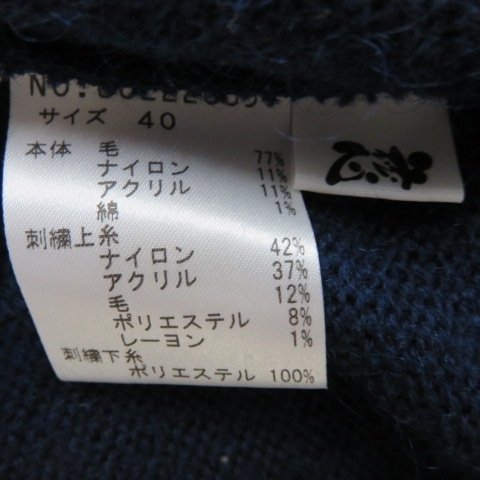 サイズ 40
本体 毛 77%
ナイロン 11%
アクリル 11%
綿 1%
刺繍上糸
ナイロン 42%
アクリル 37%
毛 12%
ポリエステル 8%
レーヨン 1%
刺繍下糸
ポリエステル 100%